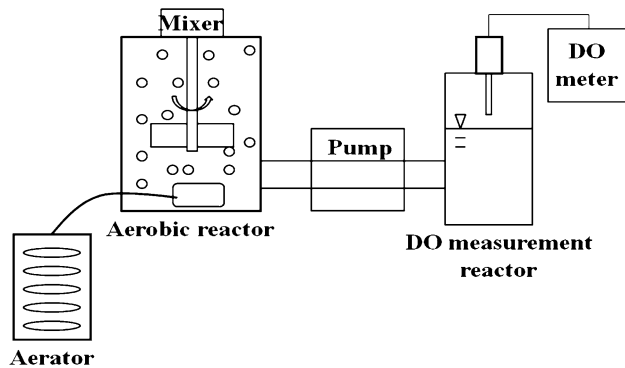 Mixer
DO
meter
Pump
Aerobic reactor
DO measurement
reactor
Aerator